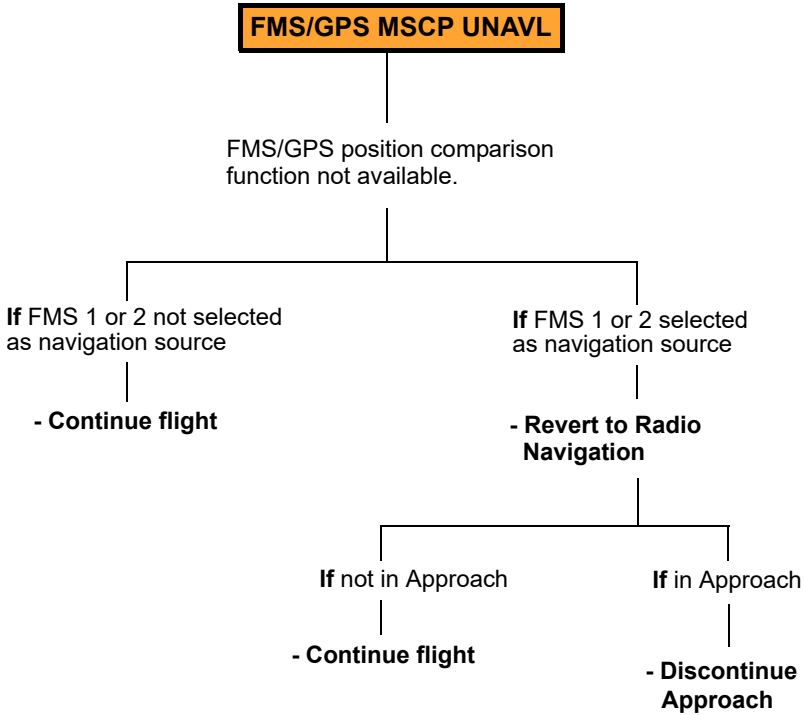 FMS/GPS MSCP UNAVL
FMS/GPS position comparison
function not available.
If FMS 1 or 2 not selected
as navigation source
- Continue flight
If FMS 1 or 2 selected
as navigation source
- Revert to Radio
Navigation
If not in Approach
- Continue flight
If in Approach
- Discontinue
Approach